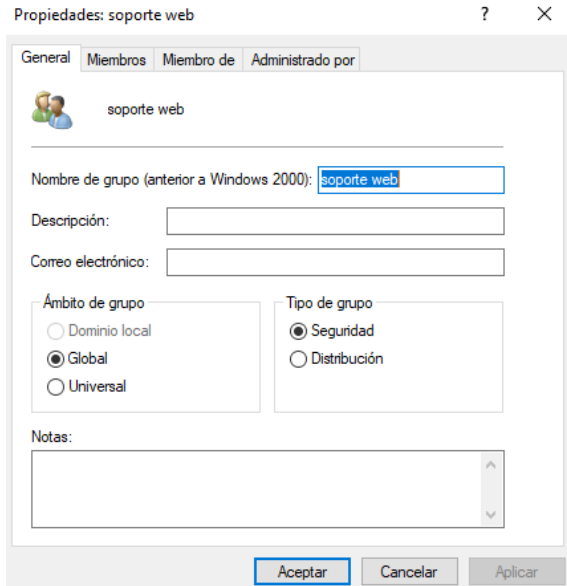 Propiedades: soporte web ? ×
General Miembros Miembro de Administrado por
soporte web
Nombre de grupo (anterior a Windows 2000): soporte web
Descripción:
Correo electrónico:
Ámbito de grupo Tipo de grupo
Dominio local Seguridad
Global Distribución
Universal
Notas:
Aceptar Cancelar Aplicar